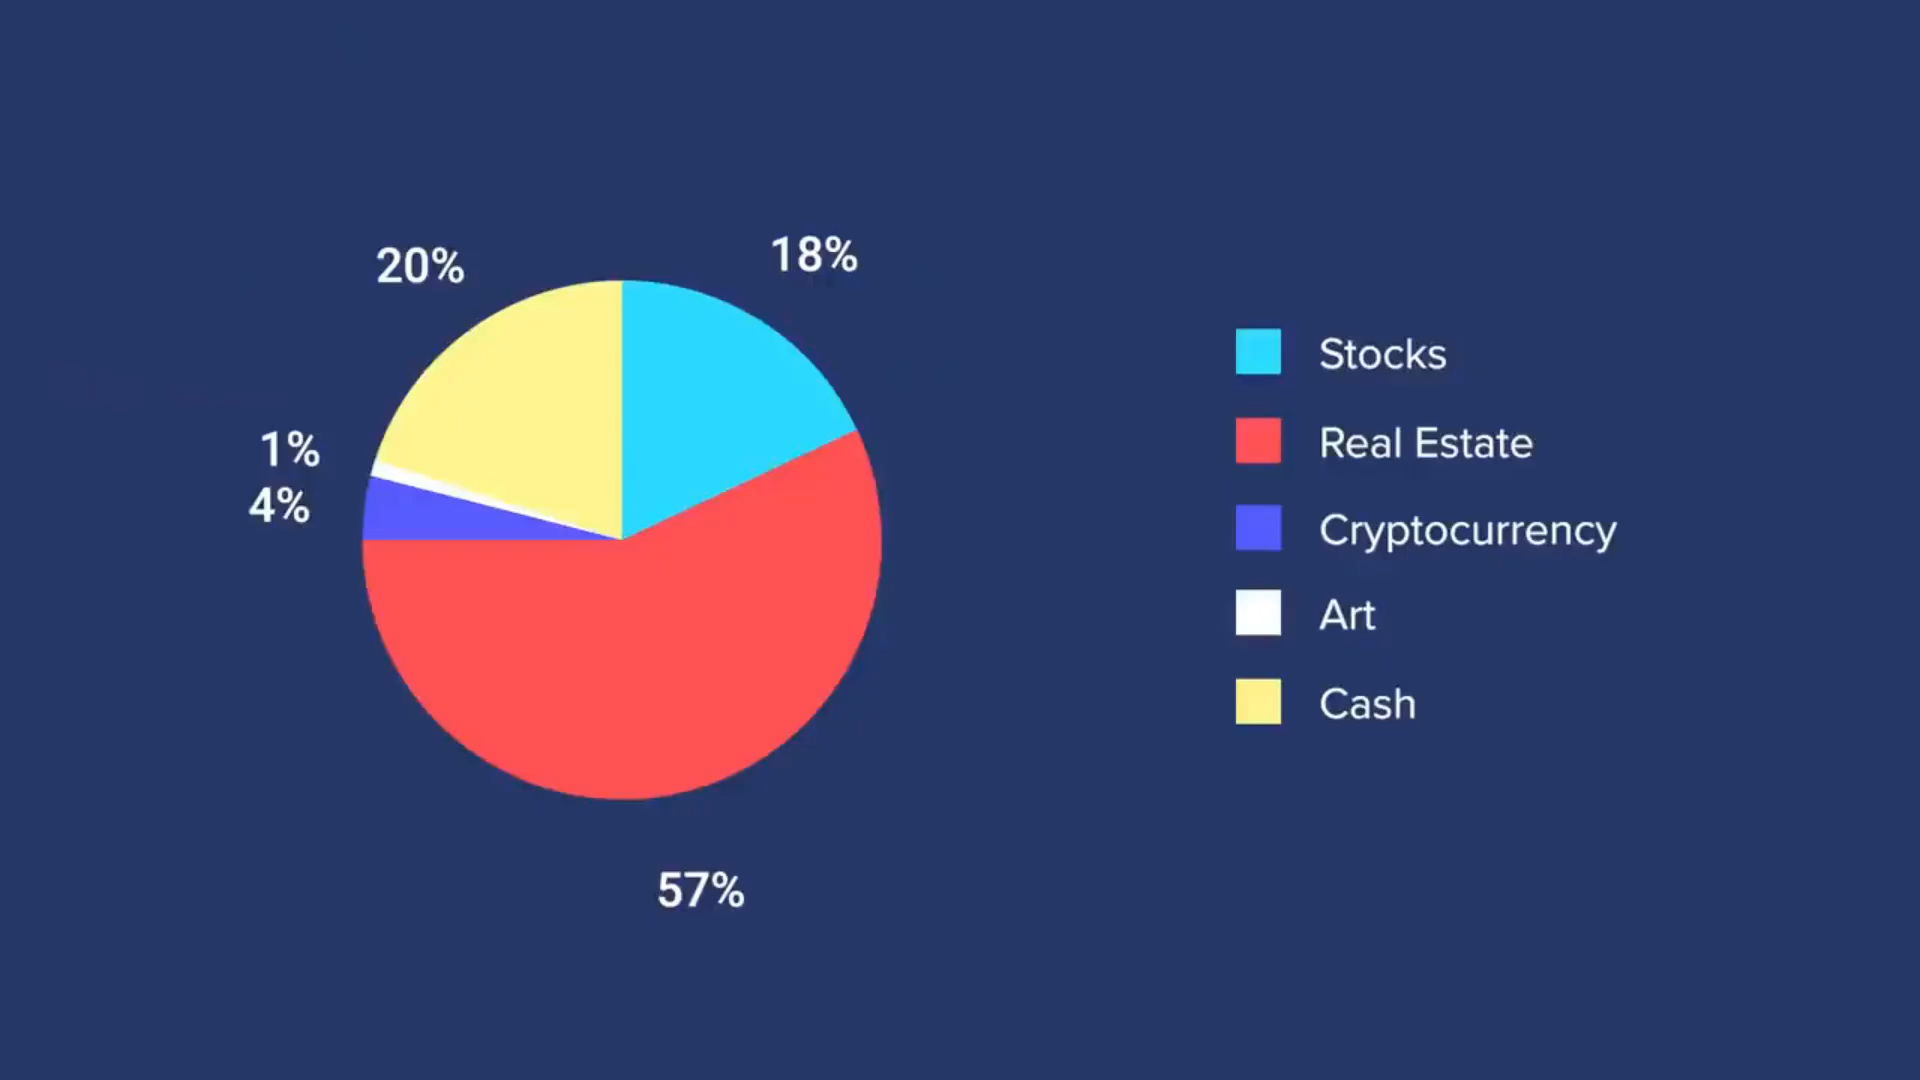 20%
18%
1%
4%
57%
Stocks
Real Estate
Cryptocurrency
Art
Cash